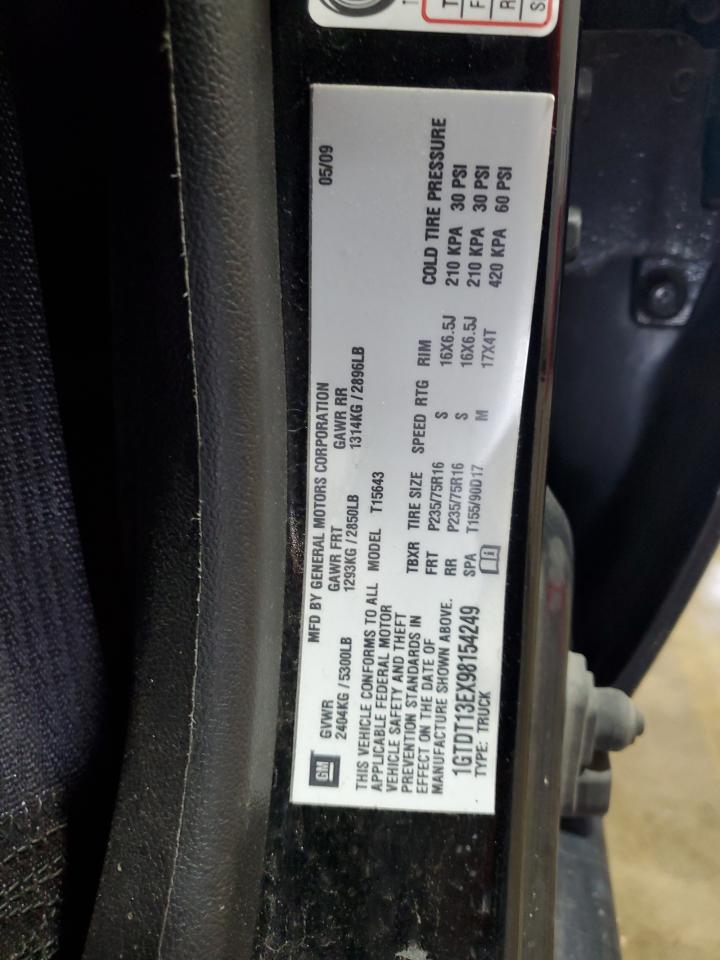 MFD BY GENERAL MOTORS CORPORATION 05/09
GM
GVWR GAWR FRT GAWR RR
2404KG / 5300LB 1293KG / 2850LB 1314KG / 2896LB
THIS VEHICLE CONFORMS TO ALL
APPLICABLE FEDERAL MOTOR
VEHICLE SAFETY AND THEFT
PREVENTION STANDARDS IN
EFFECT ON THE DATE OF
MANUFACTURE SHOWN ABOVE.
1GTDT13EX98154249
TYPE: TRUCK
MODEL T15643
TBXR TIRE SIZE SPEED RTG RIM COLD TIRE PRESSURE
FRT P235/75R16 S 16X6.5J 210 KPA 30 PSI
RR P235/75R16 S 16X6.5J 210 KPA 30 PSI
SPA T155/90D17 M 17X4T 420 KPA 60 PSI